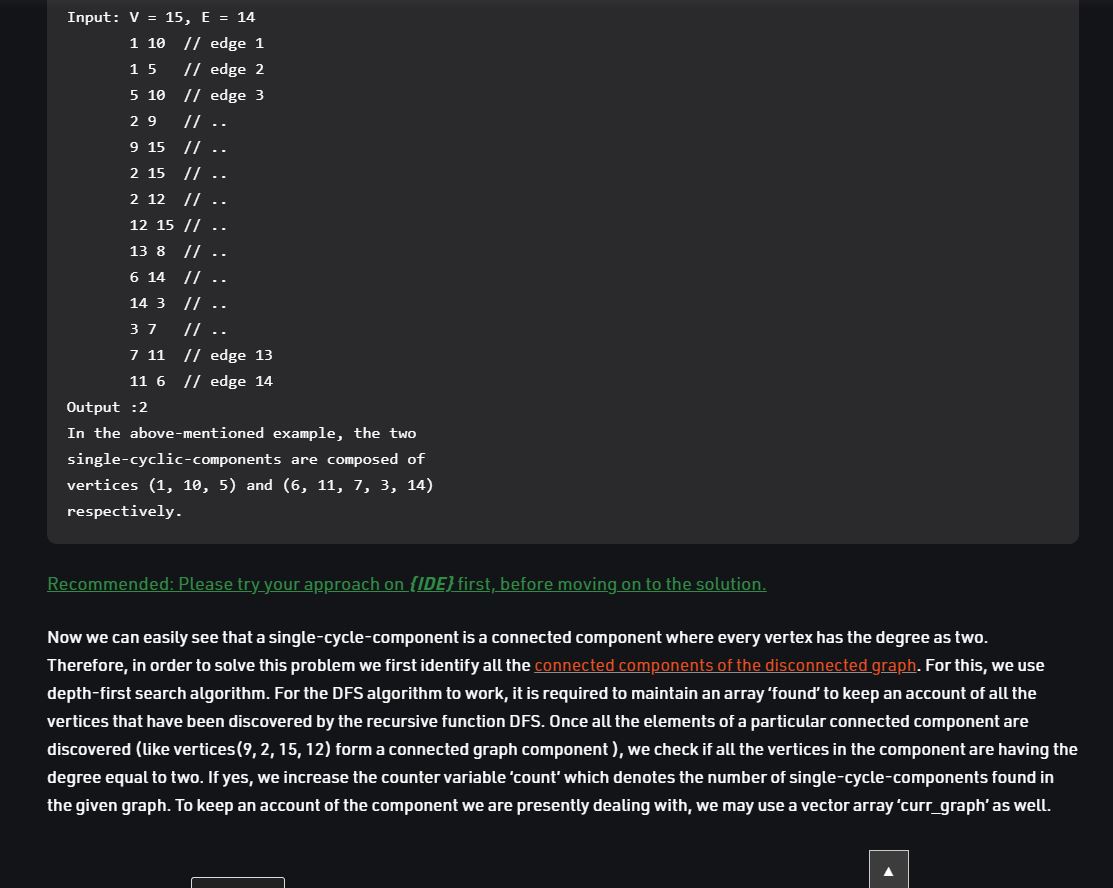 Input: V = 15, E = 14
1 10 // edge 1
1 5 // edge 2
5 10 // edge 3
2 9 // ..
9 15 // ..
2 15 // ..
2 12 // ..
12 15 // ..
13 8 // ..
6 14 // ..
14 3 // ..
3 7 // ..
7 11 // edge 13
11 6 // edge 14
Output :2
In the above-mentioned example, the two
single-cyclic-components are composed of
vertices (1, 10, 5) and (6, 11, 7, 3, 14)
respectively.
Recommended: Please try your approach on {IDE} first, before moving on to the solution.
Now we can easily see that a single-cycle-component is a connected component where every vertex has the degree as two.
Therefore, in order to solve this problem we first identify all the connected components of the disconnected graph. For this, we use
depth-first search algorithm. For the DFS algorithm to work, it is required to maintain an array ‘found’ to keep an account of all the
vertices that have been discovered by the recursive function DFS. Once all the elements of a particular connected component are
discovered (like vertices(9, 2, 15, 12) form a connected graph component ), we check if all the vertices in the component are having the
degree equal to two. If yes, we increase the counter variable ‘count’ which denotes the number of single-cycle-components found in
the given graph. To keep an account of the component we are presently dealing with, we may use a vector array ‘curr_graph’ as well.